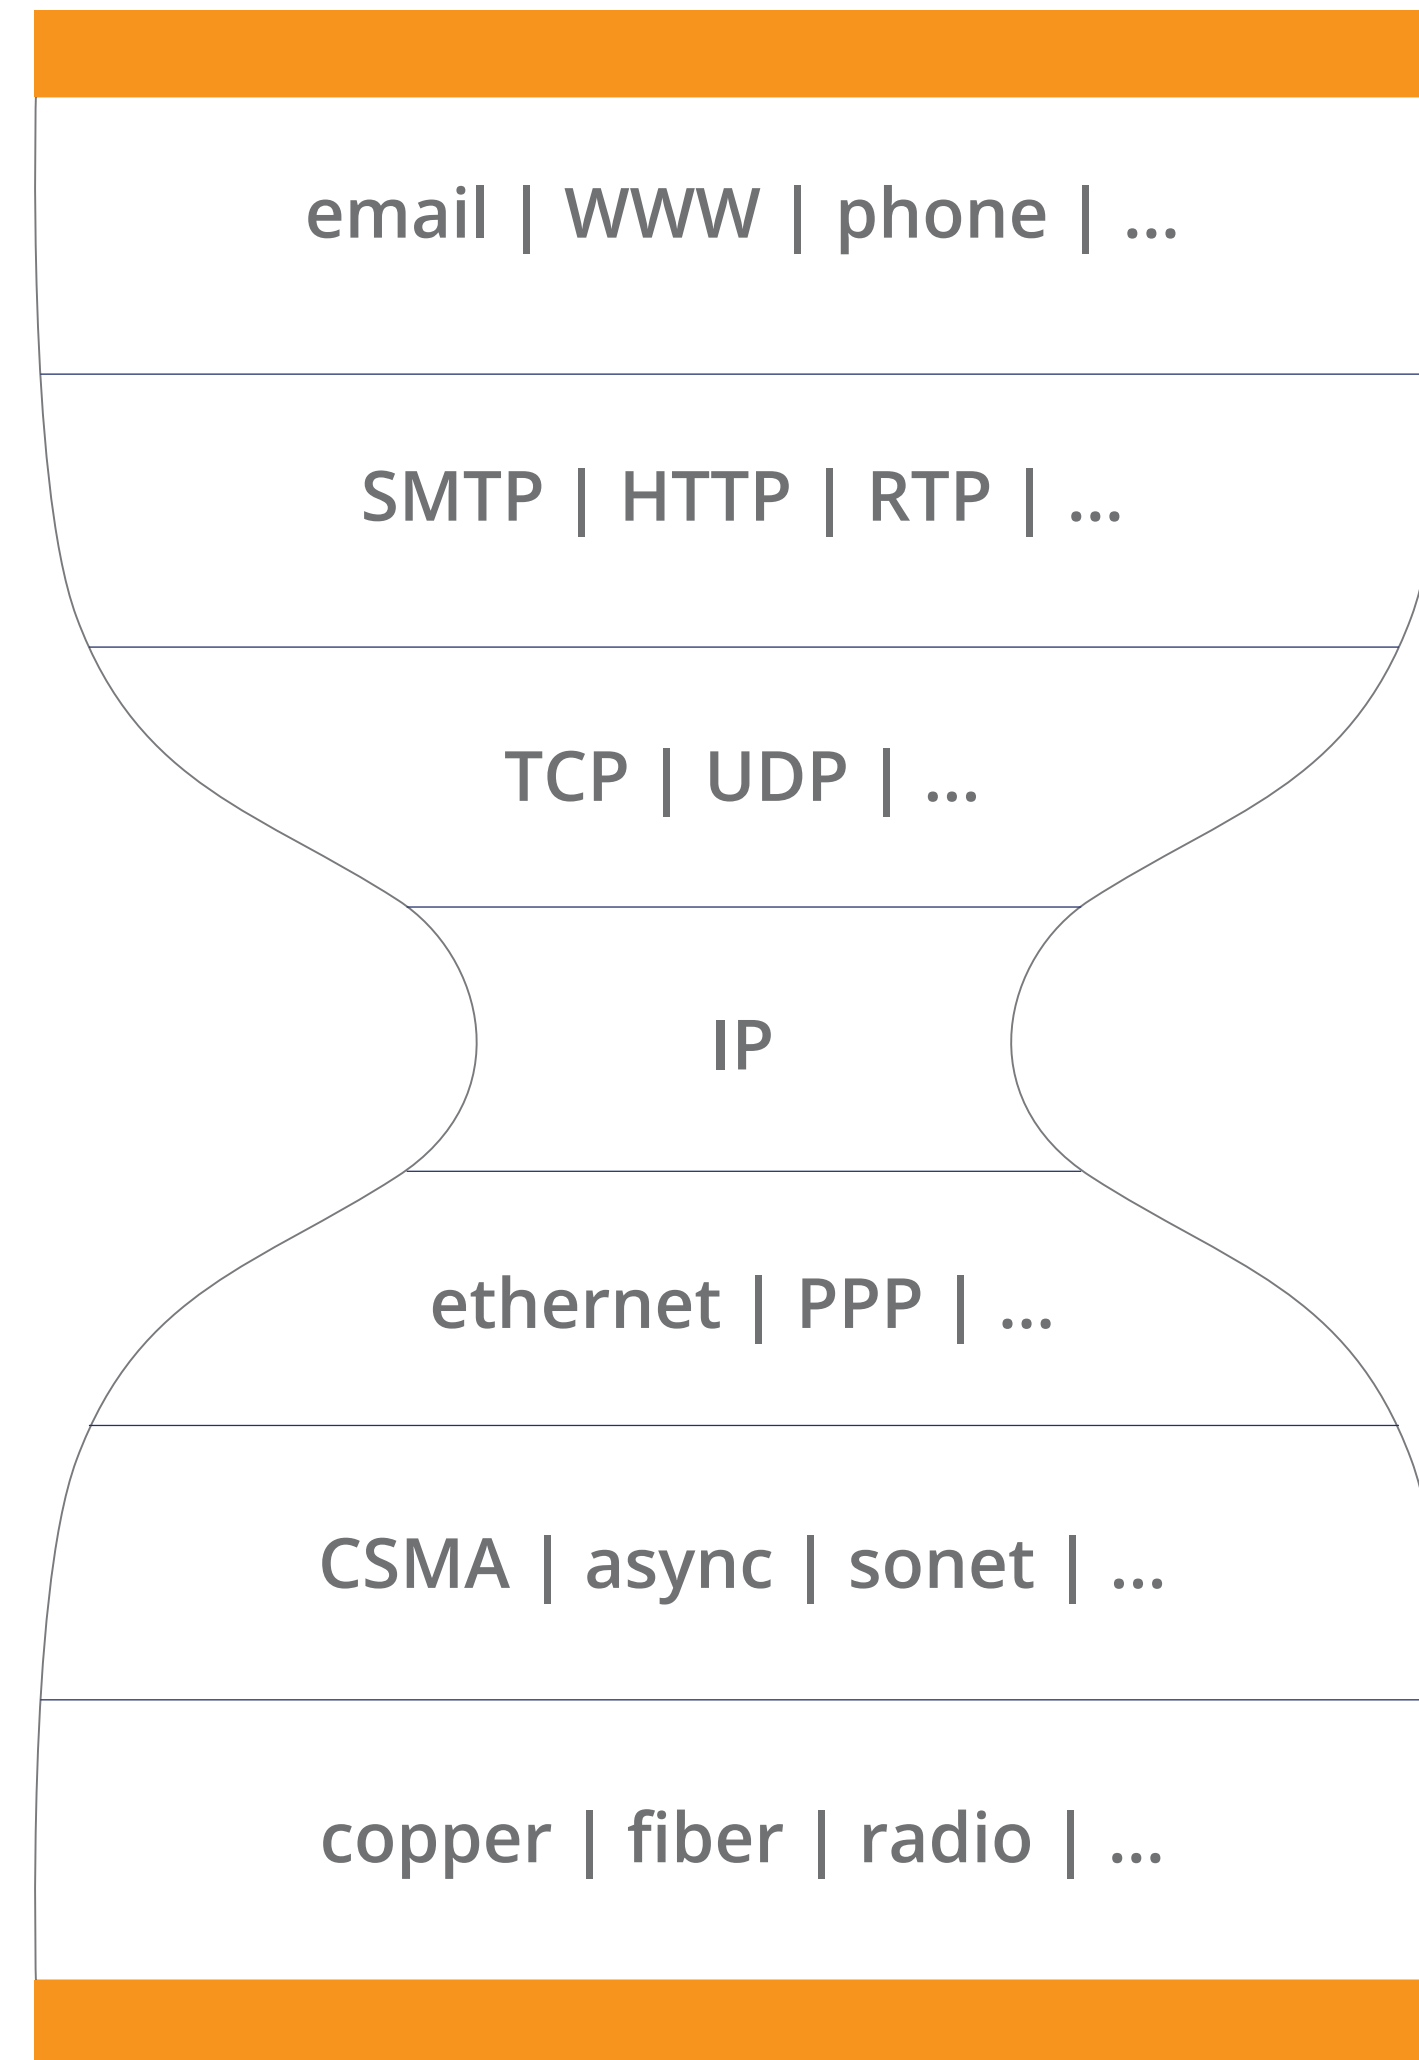 email | WWW | phone | ...
SMTP | HTTP | RTP | ...
TCP | UDP | ...
IP
ethernet | PPP | ...
CSMA | async | sonet | ...
copper | fiber | radio | ...